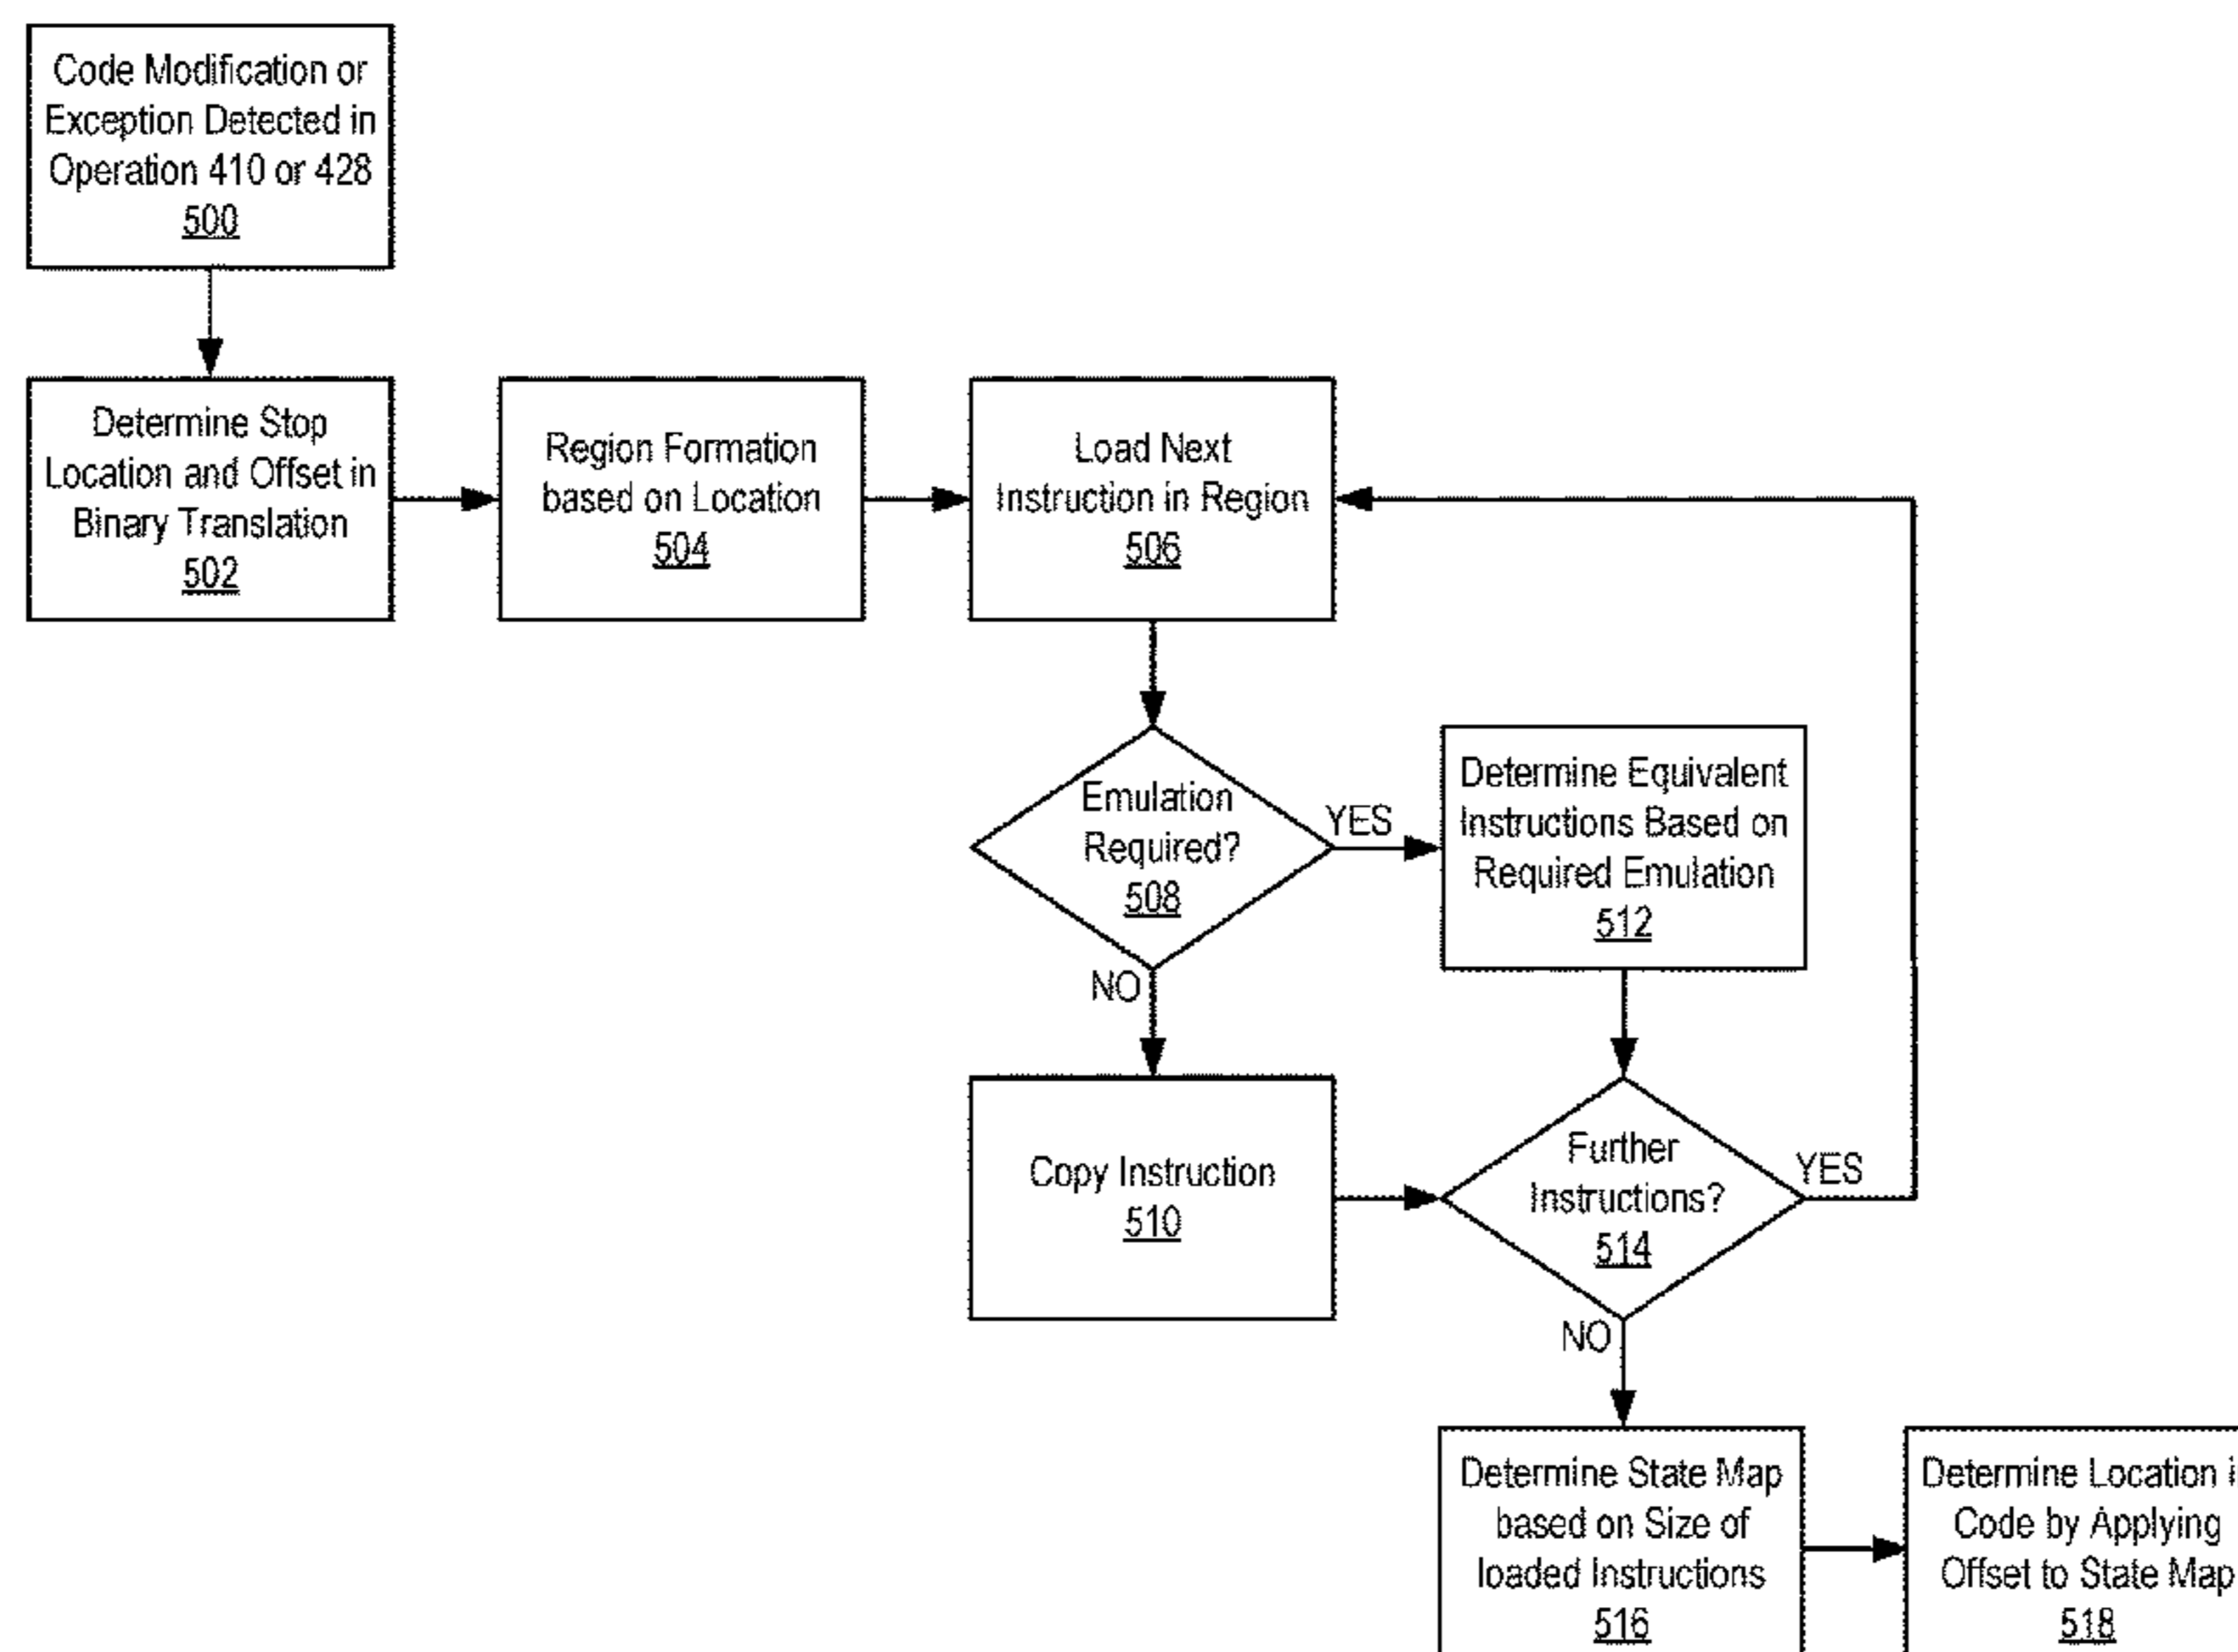 Code Modification or
Exception Detected in
Operation 410 or 428
500
Determine Stop
Location and Offset in
Binary Translation
502
Region Formation
based on Location
504
Load Next
Instruction in Region
506
Emulation
Required?
508
YES
NO
Determine Equivalent
Instructions Based on
Required Emulation
512
Copy Instruction
510
Further
Instructions?
514
YES
NO
Determine State Map
based on Size of
loaded Instructions
516
Determine Location
Code by Applying
Offset to State Map
518